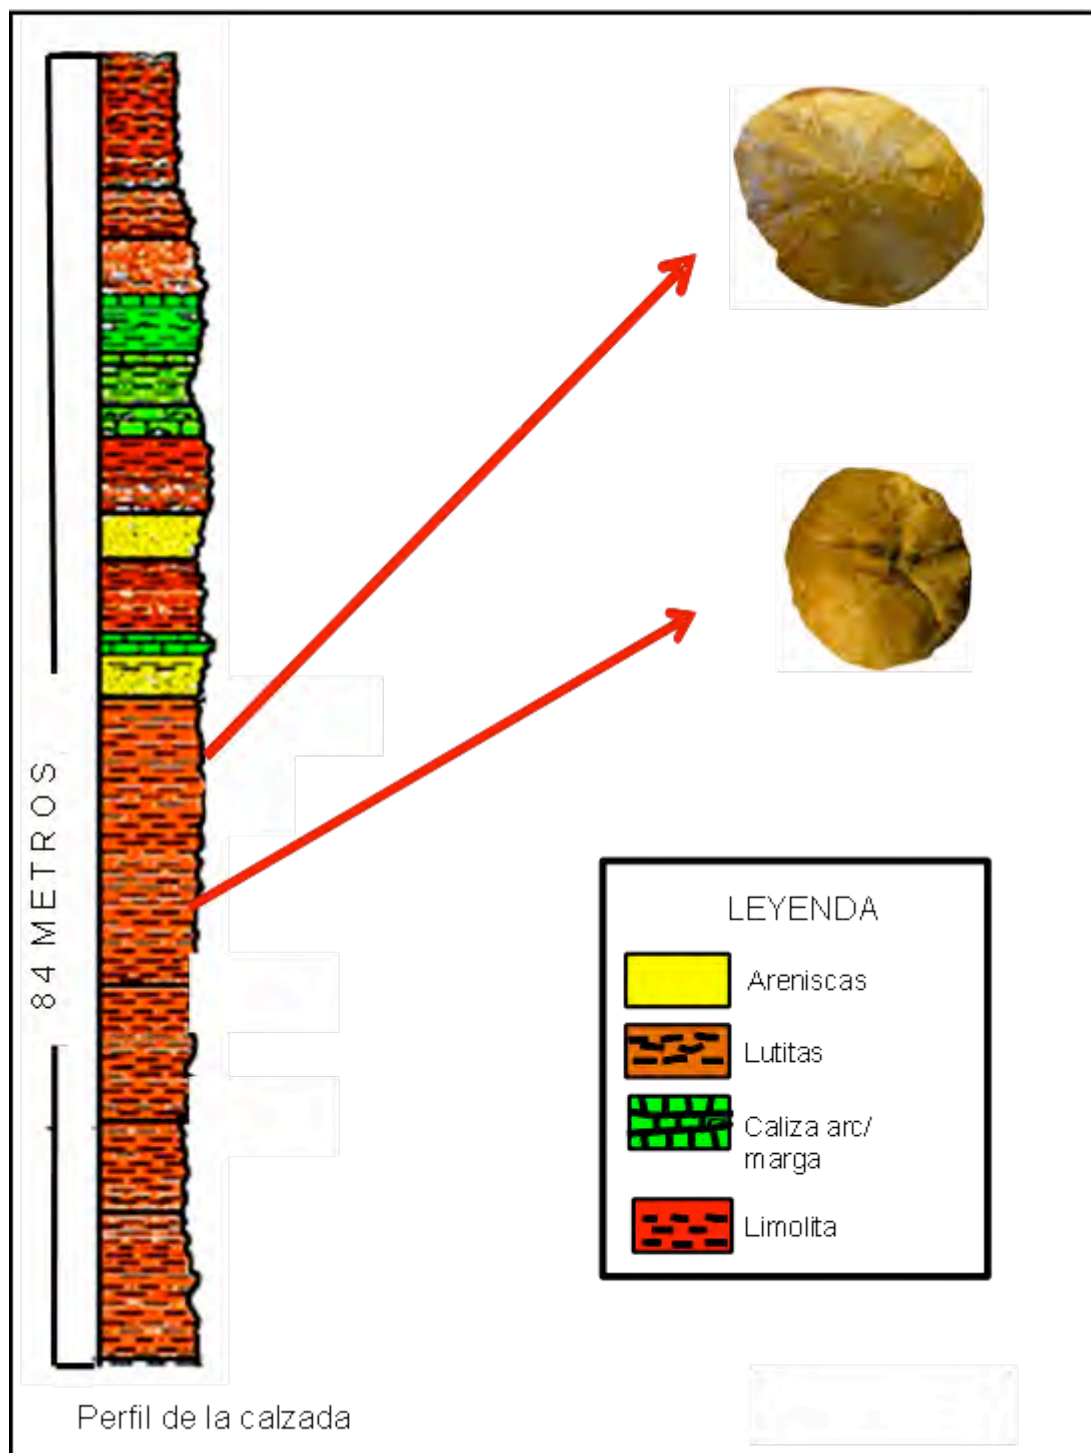 84 METROS
LEYENDA
Areniscas
Lutitas
Caliza arc/
marga
Limolita
Perfil de la calzada